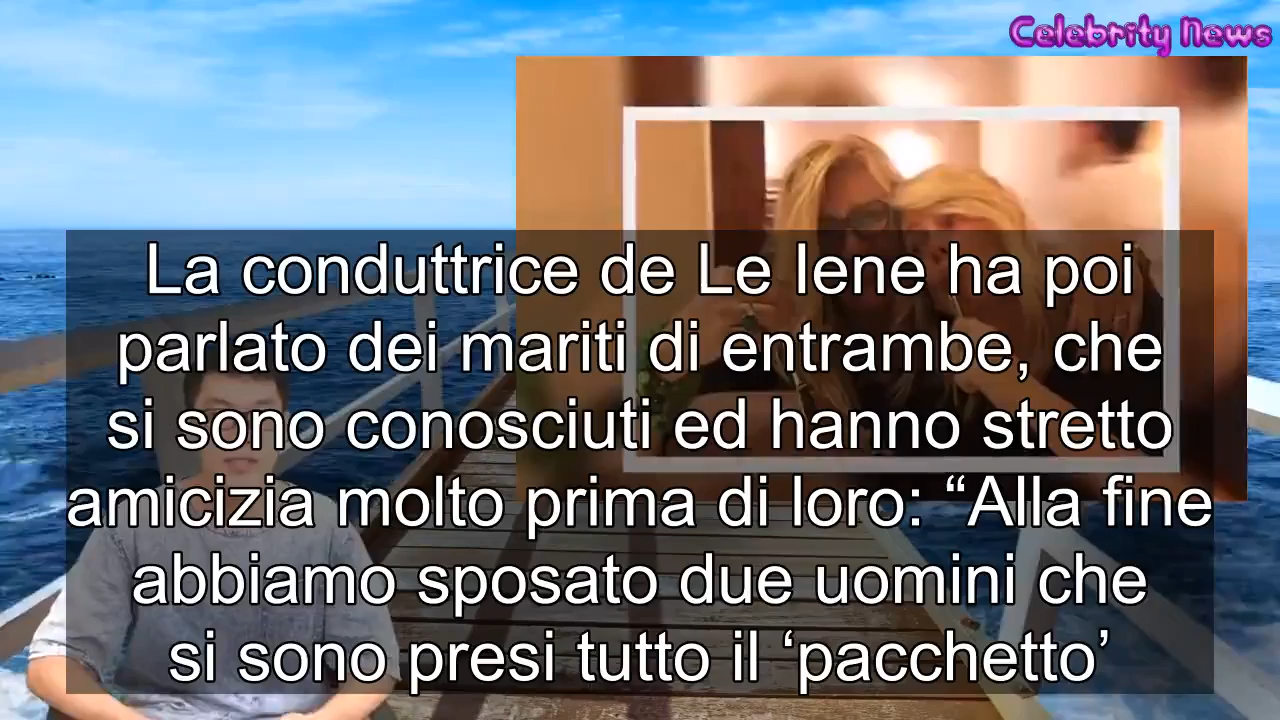 Celebrity News
La conduttrice de Le Iene ha poi
parlato dei mariti di entrambe, che
si sono conosciuti ed hanno stretto
amicizia molto prima di loro: “Alla fine
abbiamo sposato due uomini che
si sono presi tutto il ‘pacchetto’